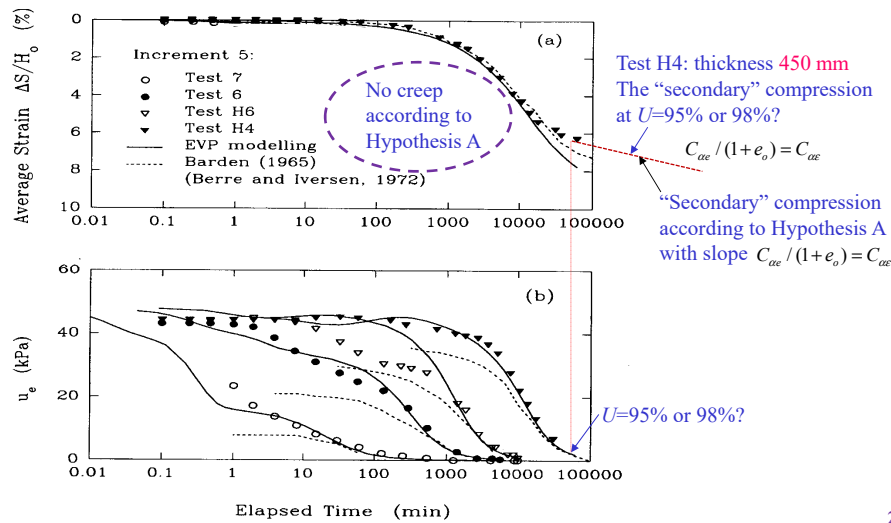 0
2
4
6
8
10
Average Strain ΔS/Hₒ (%)
(a)
Increment 5:
Test 7
Test 6
Test H6
Test H4
EVP modelling
Barden (1965)
(Berre and Iversen, 1972)
No creep
according to
Hypothesis A
0.01
0.1
1
10
100
1000
10000
100000
Test H4: thickness 450 mm
The “secondary” compression
at U=95% or 98%?
Cαe /(1+eo) = Cαε
“Secondary” compression
according to Hypothesis A
with slope Cαe /(1+eo) = Cαε
60
40
20
0
uₑ (kPa)
(b)
U=95% or 98%?
0.01
0.1
1
10
100
1000
10000
100000
Elapsed Time (min)